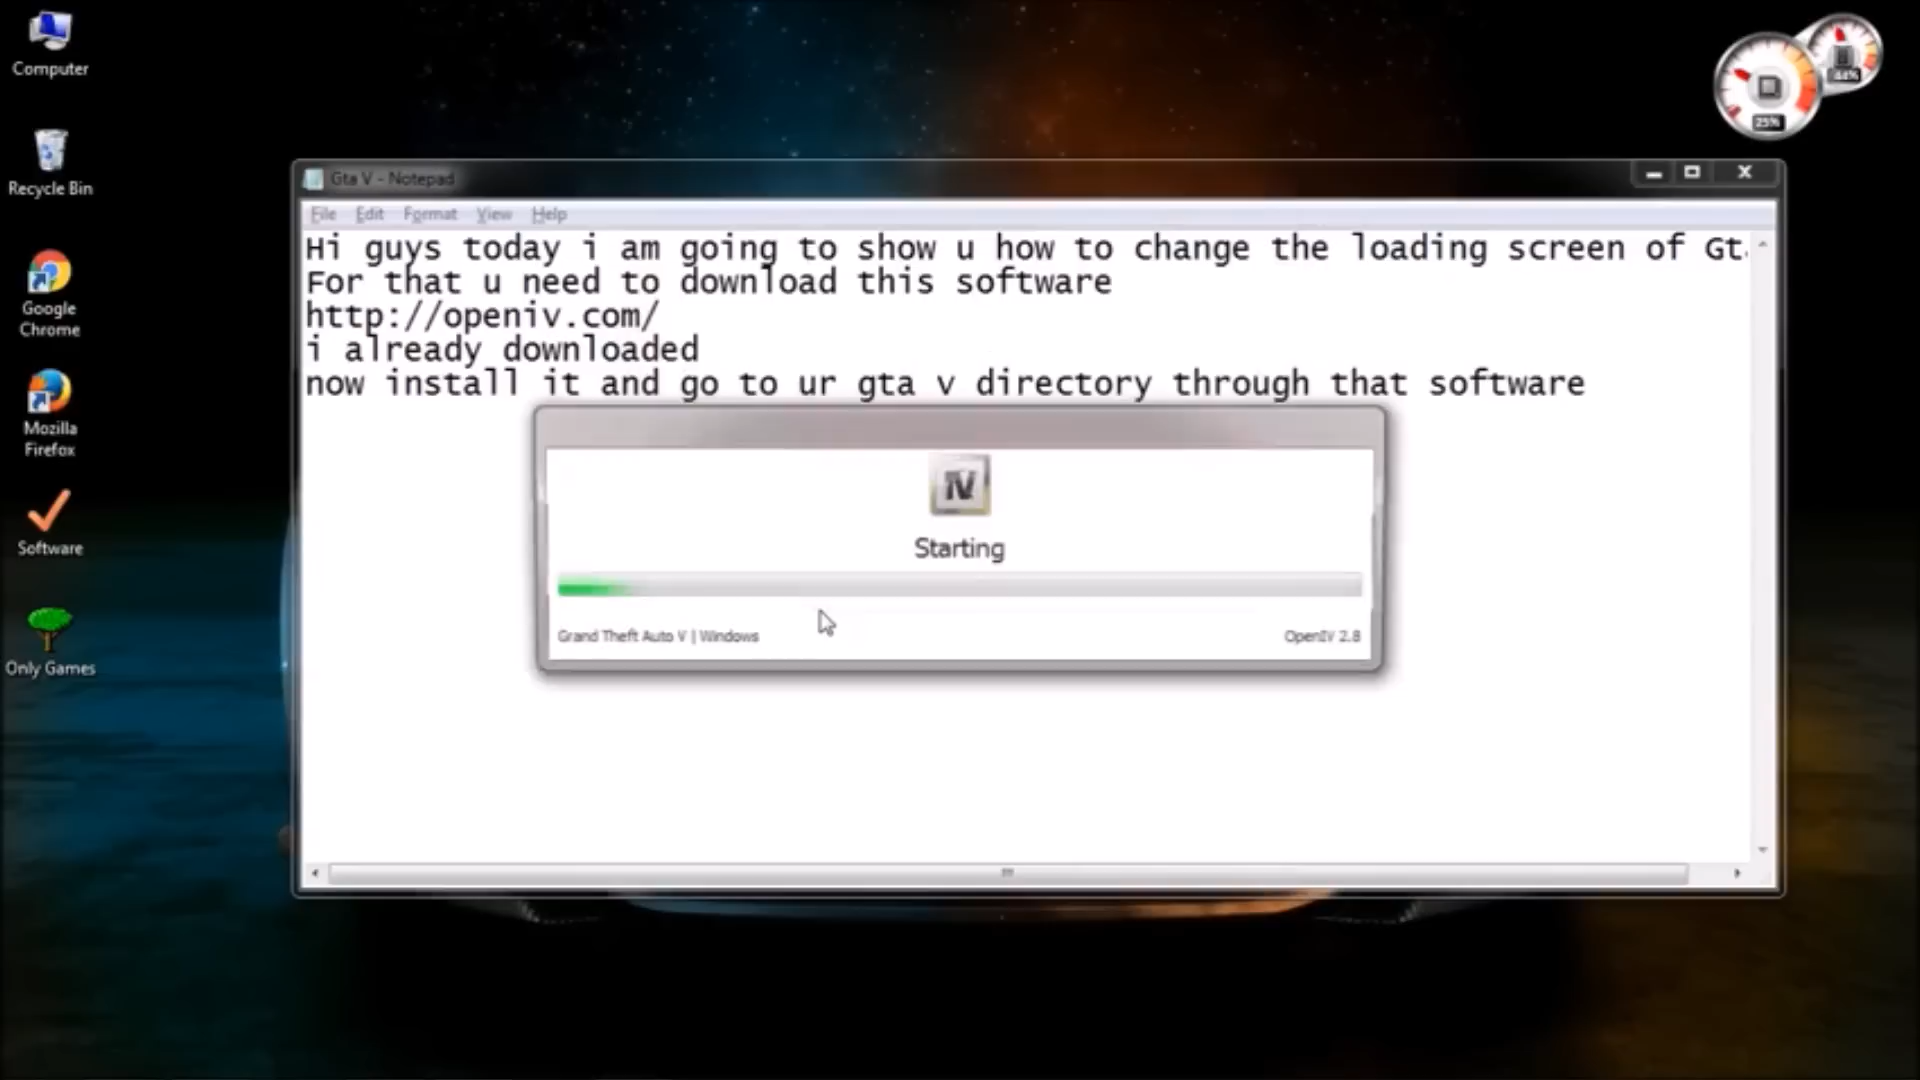 Computer
Recycle Bin
Google
Chrome
Mozilla
Firefox
Software
Only Games
25%
44%
Gta V - Notepad
File Edit Format View Help
Hi guys today i am going to show u how to change the loading screen of Gt
For that u need to download this software
http://openiv.com/
i already downloaded
now install it and go to ur gta v directory through that software
IV
Starting
Grand Theft Auto V | Windows
OpenIV 2.8